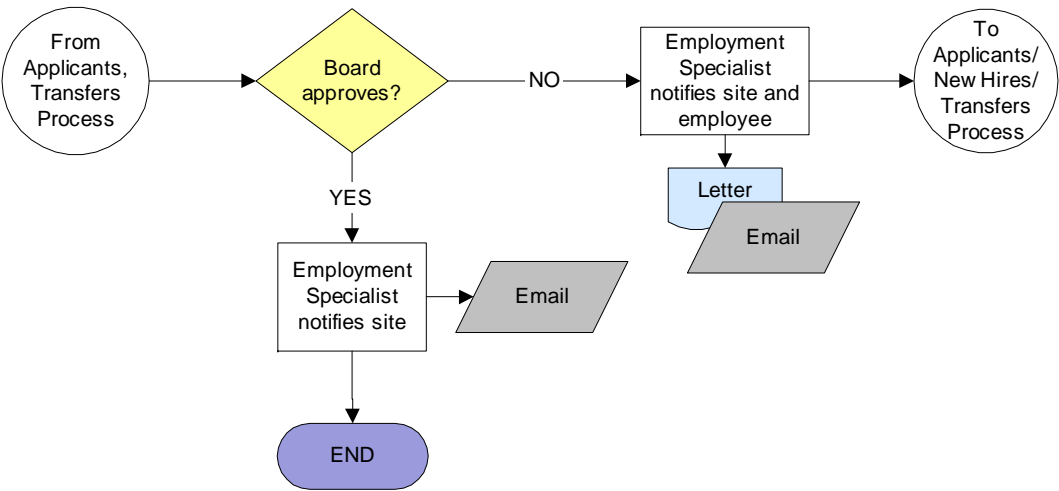 From
Applicants,
Transfers
Process
Board
approves?
NO
Employment
Specialist
notifies site and
employee
To
Applicants/
New Hires/
Transfers
Process
Letter
Email
YES
Employment
Specialist
notifies site
Email
END